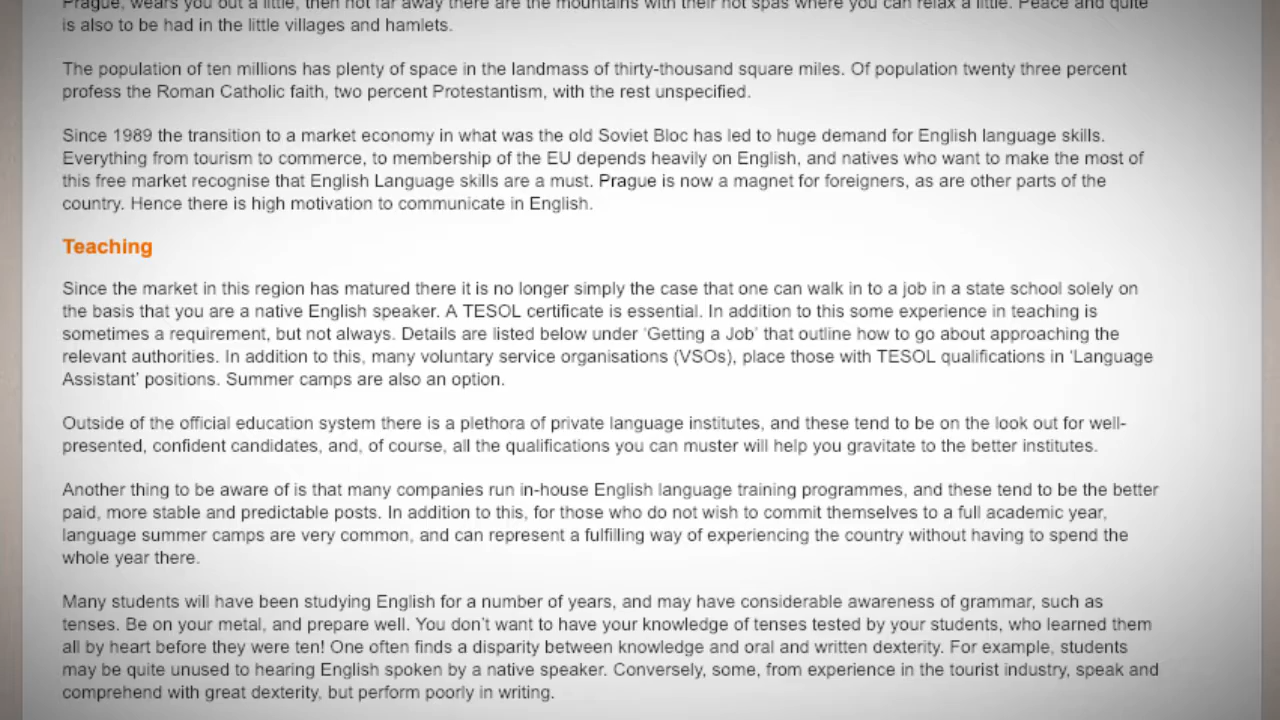 Prague, wears you out a little, then not far away there are the mountains with their hot spas where you can relax a little. Peace and quite
is also to be had in the little villages and hamlets.
The population of ten millions has plenty of space in the landmass of thirty-thousand square miles. Of population twenty three percent
profess the Roman Catholic faith, two percent Protestantism, with the rest unspecified.
Since 1989 the transition to a market economy in what was the old Soviet Bloc has led to huge demand for English language skills.
Everything from tourism to commerce, to membership of the EU depends heavily on English, and natives who want to make the most of
this free market recognise that English Language skills are a must. Prague is now a magnet for foreigners, as are other parts of the
country. Hence there is high motivation to communicate in English.
Teaching
Since the market in this region has matured there it is no longer simply the case that one can walk in to a job in a state school solely on
the basis that you are a native English speaker. A TESOL certificate is essential. In addition to this some experience in teaching is
sometimes a requirement, but not always. Details are listed below under ‘Getting a Job’ that outline how to go about approaching the
relevant authorities. In addition to this, many voluntary service organisations (VSOs), place those with TESOL qualifications in ‘Language
Assistant’ positions. Summer camps are also an option.
Outside of the official education system there is a plethora of private language institutes, and these tend to be on the look out for well-
presented, confident candidates, and, of course, all the qualifications you can muster will help you gravitate to the better institutes.
Another thing to be aware of is that many companies run in-house English language training programmes, and these tend to be the better
paid, more stable and predictable posts. In addition to this, for those who do not wish to commit themselves to a full academic year,
language summer camps are very common, and can represent a fulfilling way of experiencing the country without having to spend the
whole year there.
Many students will have been studying English for a number of years, and may have considerable awareness of grammar, such as
tenses. Be on your metal, and prepare well. You don’t want to have your knowledge of tenses tested by your students, who learned them
all by heart before they were ten! One often finds a disparity between knowledge and oral and written dexterity. For example, students
may be quite unused to hearing English spoken by a native speaker. Conversely, some, from experience in the tourist industry, speak and
comprehend with great dexterity, but perform poorly in writing.